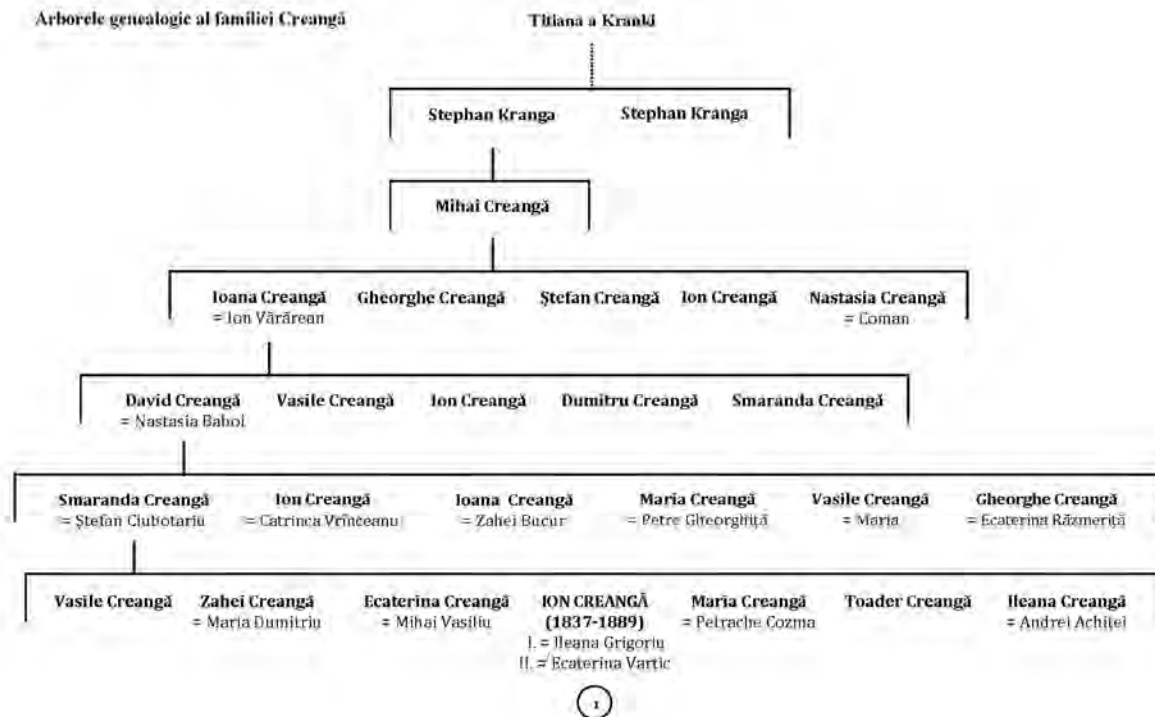 Arborele genealogic al familiei Creangă
Titiana a Kranki
Stephan Kranga Stephan Kranga
Mihai Creangă
Ioana Creangă Gheorghe Creangă Ștefan Creangă Ion Creangă Nastasia Creangă
= Ion Vărărean = Coman
David Creangă Vasile Creangă Ion Creangă Dumitru Creangă Smaranda Creangă
= Nastasia Babol
Smaranda Creangă Ion Creangă Ioana Creangă Maria Creangă Vasile Creangă Gheorghe Creangă
= Ștefan Ciubotariu = Catrinca Vrînceanu = Zahei Bucur = Petre Gheorghiță = Maria = Ecaterina Răzmeriță
Vasile Creangă Zahei Creangă Ecaterina Creangă ION CREANGĂ Maria Creangă Toader Creangă Ileana Creangă
= Maria Dumitriu = Mihai Vasiliu (1837-1889) = Petrache Cozma = Andrei Achiței
I. = Ileana Grigoriu
II. = Ecaterina Vartic
1